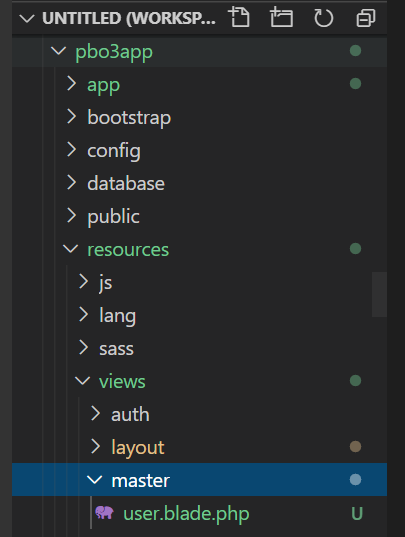 UNTITLED (WORKSP...
pbo3app
app
bootstrap
config
database
public
resources
js
lang
sass
views
auth
layout
master
user.blade.php U